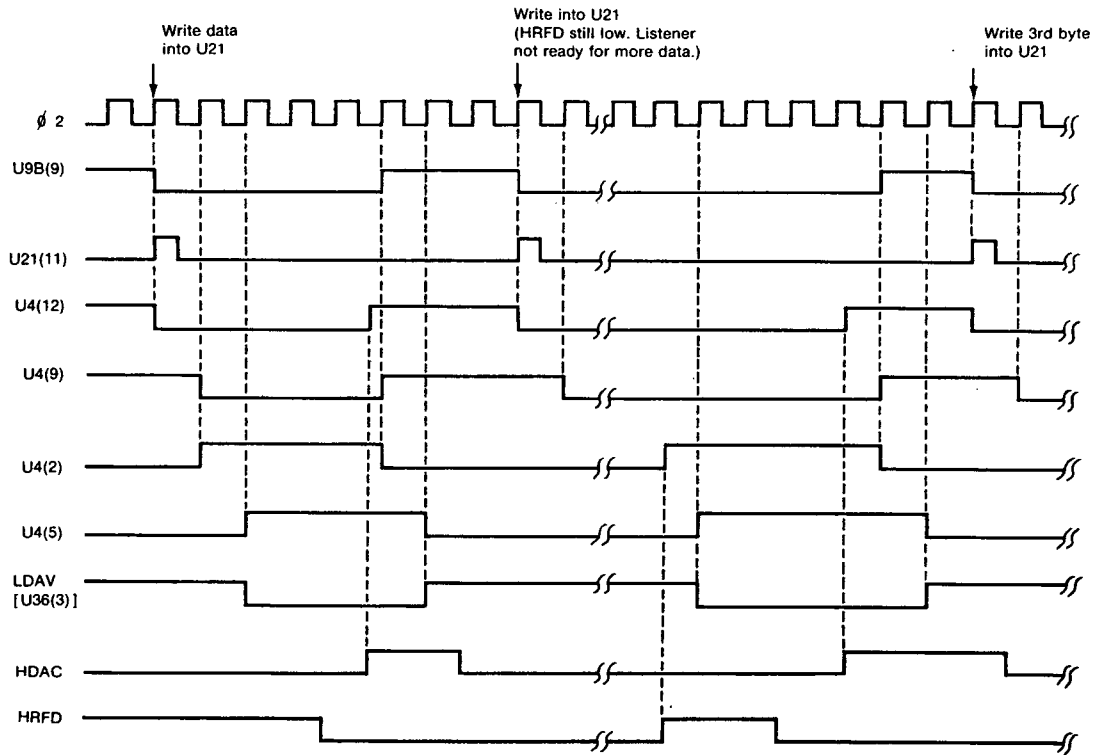 Write data
into U21
Write into U21
(HRFD still low. Listener
not ready for more data.)
Write 3rd byte
into U21
ϕ 2
U9B(9)
U21(11)
U4(12)
U4(9)
U4(2)
U4(5)
LDAV
[U36(3)]
HDAC
HRFD